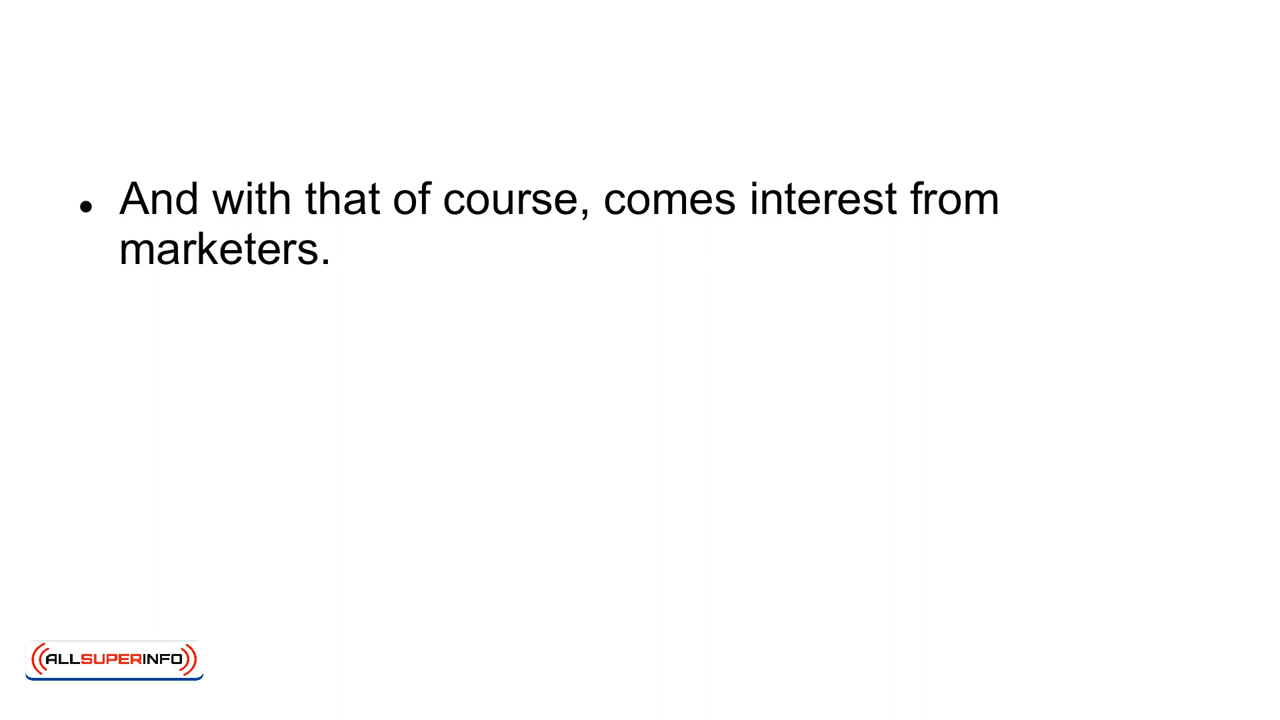 ● And with that of course, comes interest from
marketers.
ALLSUPERINFO